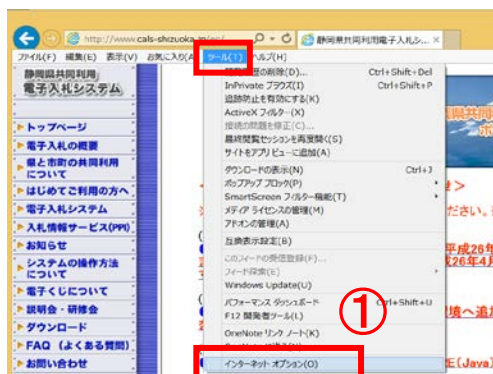 http://www.cals-shizuoka.jp
静岡県共同利用電子入札シス...
ファイル(F) 編集(E) 表示(V) お気に入り(A) ツール(T) ヘルプ(H)
静岡県共同利用
電子入札システム
トップページ
電子入札の概要
県と市町の共同利用
について
はじめてご利用の方へ
電子入札システム
入札情報サービス(PPI)
お知らせ
システムの操作方法
について
電子くじについて
説明会・研修会
ダウンロード
FAQ（よくある質問）
お問い合わせ
閲覧履歴の削除(D)... Ctrl+Shift+Del
InPrivate ブラウズ(I) Ctrl+Shift+P
追跡防止を有効にする(K)
ActiveX フィルター(X)
接続の問題を修正(C)...
最終閲覧セッションを再度開く(S)
サイトをアプリ ビューに追加(A)
ダウンロードの表示(N) Ctrl+J
ポップアップ ブロック(P)
SmartScreen フィルター機能(T)
メディア ライセンスの管理(M)
アドオンの管理(A)
互換表示設定(B)
このフィードの受信登録(F)...
フィード探索(E)
Windows Update(U)
パフォーマンス ダッシュボード Ctrl+Shift+U
F12 開発者ツール(L)
OneNote リンク ノート(K)
インターネット オプション(O)
①
県共同
ださい。
平成26年
26年4月
境へ追加
E(Java)